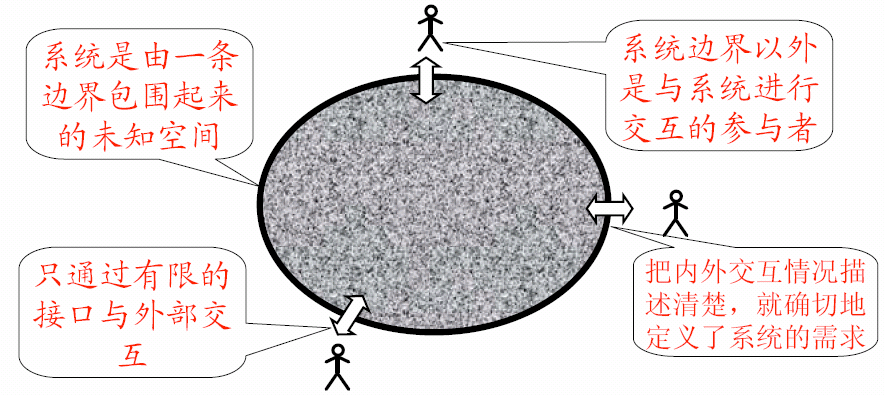 系统是由一条
边界包围起来
的未知空间
系统边界以外
是与系统进行
交互的参与者
只通过有限的
接口与外部交
互
把内外交互情况描
述清楚，就确切地
定义了系统的需求